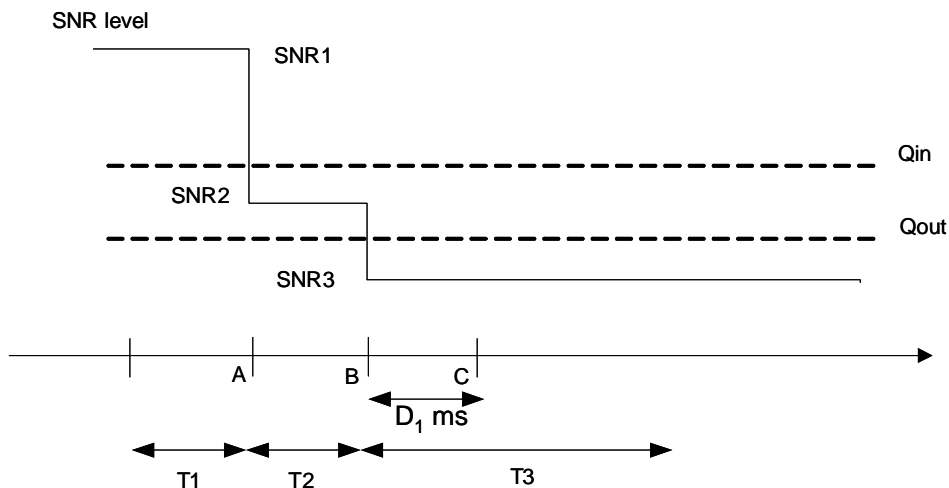 SNR level
SNR1
Qin
SNR2
Qout
SNR3
A
B
C
D₁ ms
T1
T2
T3